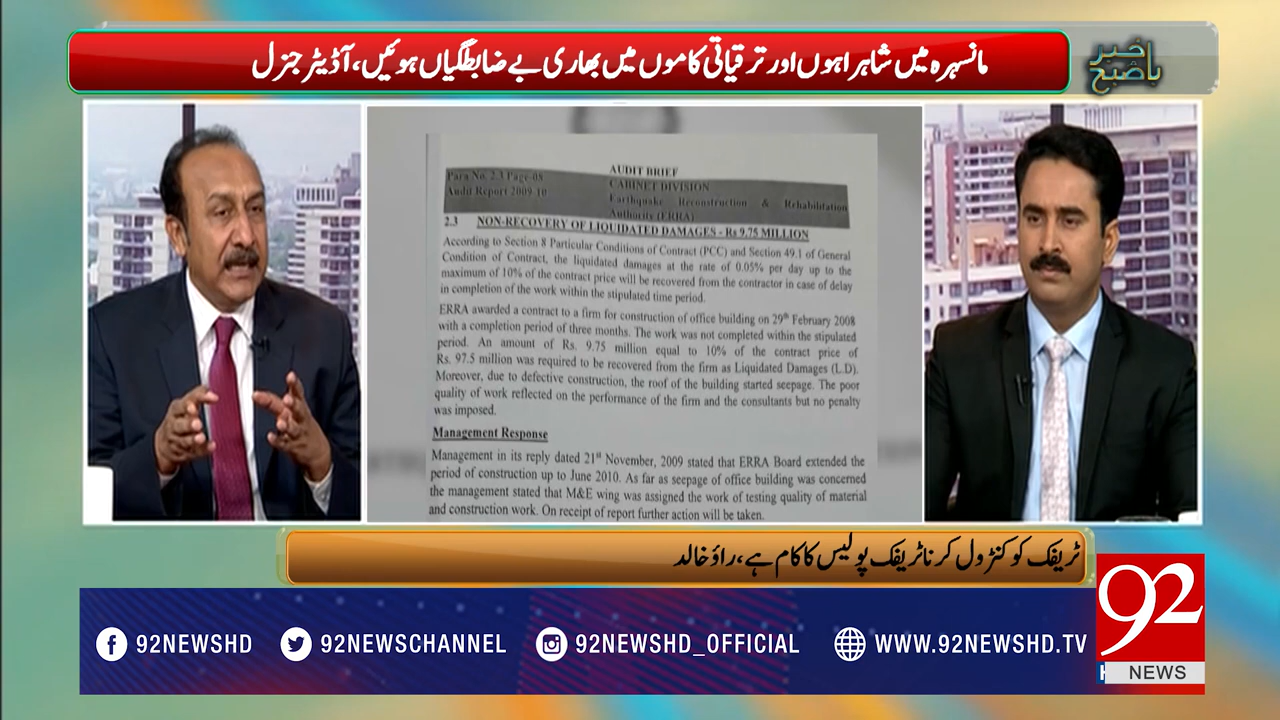 مانسہرہ میں شاہراہوں اور ترقیاتی کاموں میں بھاری بے ضابطگیاں ہوئیں، آڈیٹر جنرل
باخبر صبح
AUDIT BRIEF
Para No. 2.3 Page-08
Audit Report 2009-10
CABINET DIVISION
Earthquake Reconstruction & Rehabilitation
Authority (ERRA)
2.3 NON-RECOVERY OF LIQUIDATED DAMAGES - Rs 9.75 MILLION
According to Section 8 Particular Conditions of Contract (PCC) and Section 49.1 of General
Condition of Contract, the liquidated damages at the rate of 0.05% per day up to the
maximum of 10% of the contract price will be recovered from the contractor in case of delay
in completion of the work within the stipulated time period.
ERRA awarded a contract to a firm for construction of office building on 29th February 2008
with a completion period of three months. The work was not completed within the stipulated
period. An amount of Rs. 9.75 million equal to 10% of the contract price of
Rs. 97.5 million was required to be recovered from the firm as Liquidated Damages (L.D).
Moreover, due to defective construction, the roof of the building started seepage. The poor
quality of work reflected on the performance of the firm and the consultants but no penalty
was imposed.
Management Response
Management in its reply dated 21st November, 2009 stated that ERRA Board extended the
period of construction up to June 2010. As far as seepage of office building was concerned
the management stated that M&E wing was assigned the work of testing quality of material
and construction work. On receipt of report further action will be taken.
ٹریفک کو کنٹرول کرنا ٹریفک پولیس کا کام ہے، راؤ خالد
92NEWSHD
92NEWSCHANNEL
92NEWSHD_OFFICIAL
WWW.92NEWSHD.TV
92
NEWS